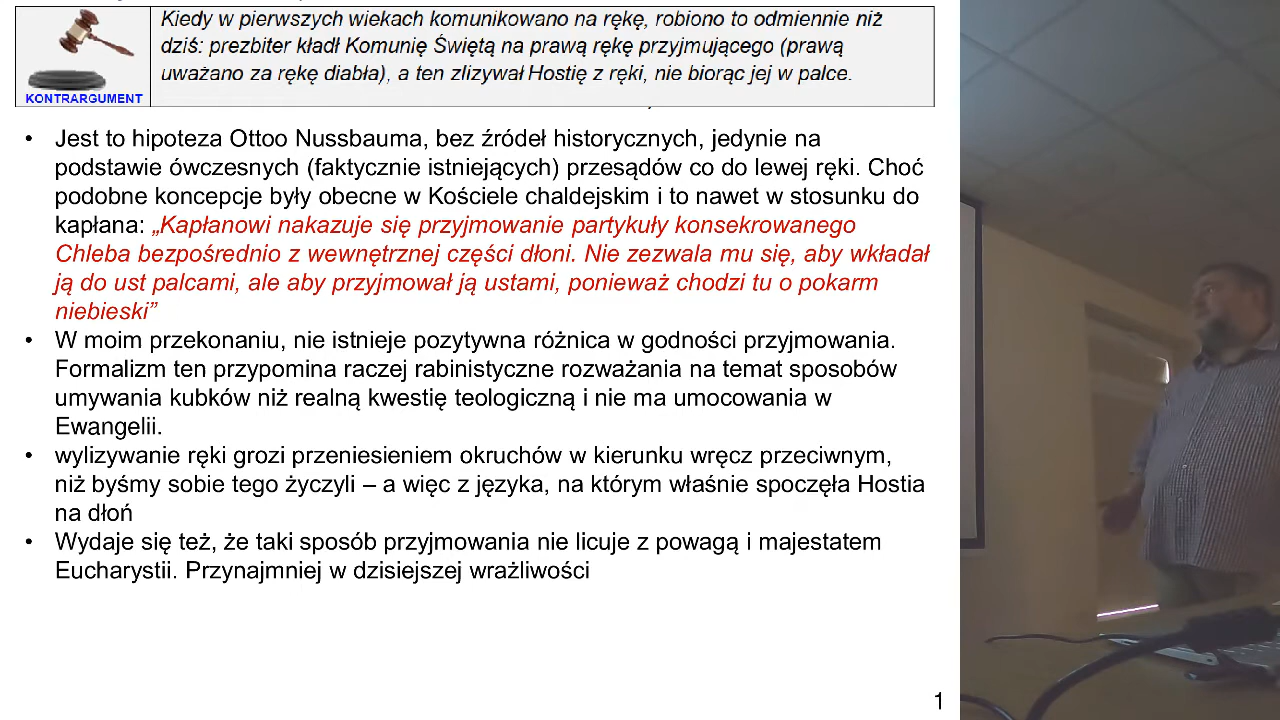 Kiedy w pierwszych wiekach komunikowano na rękę, robiono to odmiennie niż
dziś: prezbiter kładł Komunię Świętą na prawą rękę przyjmującego (prawą
uważano za rękę diabła), a ten zlizywał Hostię z ręki, nie biorąc jej w palce.
KONTRARGUMENT
• Jest to hipoteza Ottoo Nussbauma, bez źródeł historycznych, jedynie na
podstawie ówczesnych (faktycznie istniejących) przesądów co do lewej ręki. Choć
podobne koncepcje były obecne w Kościele chaldejskim i to nawet w stosunku do
kapłana: „Kapłanowi nakazuje się przyjmowanie partykuły konsekrowanego
Chleba bezpośrednio z wewnętrznej części dłoni. Nie zezwala mu się, aby wkładał
ją do ust palcami, ale aby przyjmował ją ustami, ponieważ chodzi tu o pokarm
niebieski”
• W moim przekonaniu, nie istnieje pozytywna różnica w godności przyjmowania.
Formalizm ten przypomina raczej rabinistyczne rozważania na temat sposobów
umywania kubków niż realną kwestię teologiczną i nie ma umocowania w
Ewangelii.
• wylizywanie ręki grozi przeniesieniem okruchów w kierunku wręcz przeciwnym,
niż byśmy sobie tego życzyli – a więc z języka, na którym właśnie spoczęła Hostia
na dłoń
• Wydaje się też, że taki sposób przyjmowania nie licuje z powagą i majestatem
Eucharystii. Przynajmniej w dzisiejszej wrażliwości
1